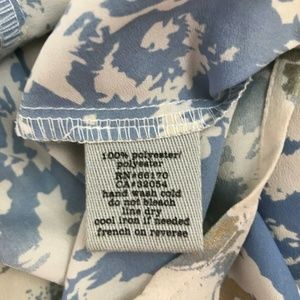 100% polyester/
polyester
RN#66170
CA#32054
hand wash cold
do not bleach
line dry
cool iron if needed
french on reverse